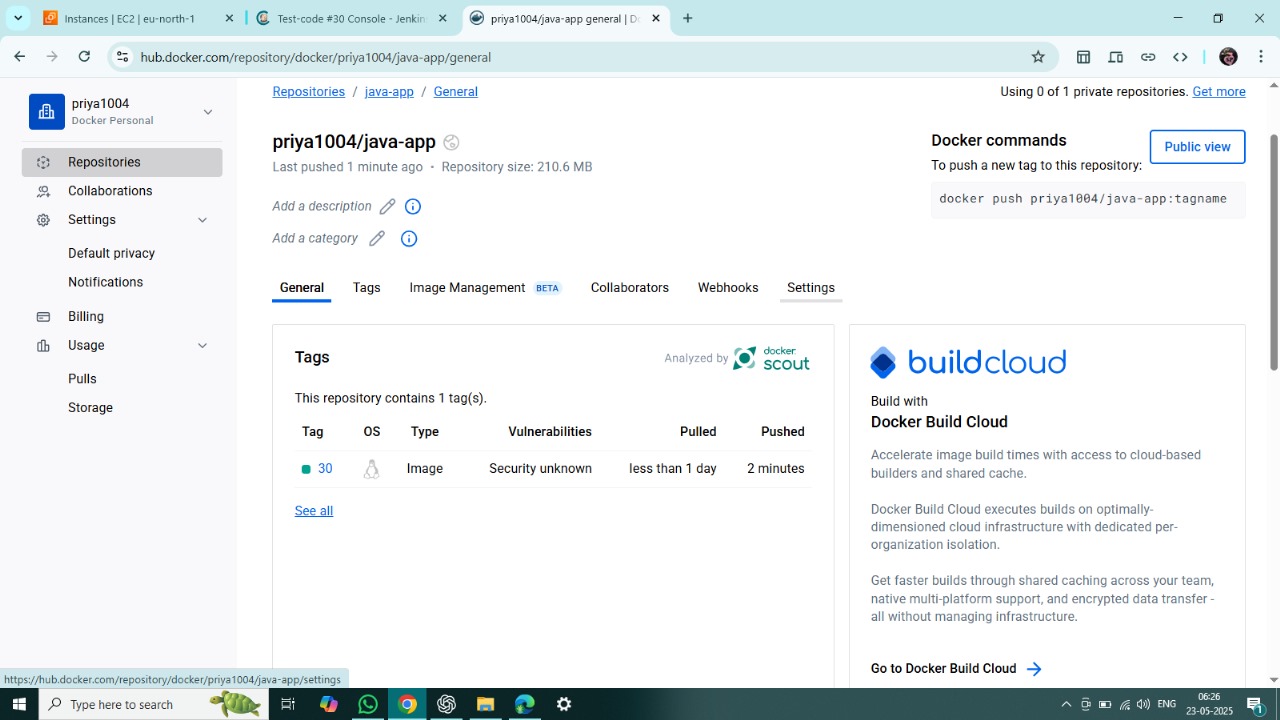 Instances | EC2 | eu-north-1
Test-code #30 Console - Jenkin
priya1004/java-app general | Do
hub.docker.com/repository/docker/priya1004/java-app/general
priya1004
Docker Personal
Repositories
Collaborations
Settings
Default privacy
Notifications
Billing
Usage
Pulls
Storage
Repositories / java-app / General
Using 0 of 1 private repositories. Get more
priya1004/java-app
Last pushed 1 minute ago · Repository size: 210.6 MB
Add a description
Add a category
Docker commands
Public view
To push a new tag to this repository:
docker push priya1004/java-app:tagname
General Tags Image Management BETA Collaborators Webhooks Settings
Tags
Analyzed by docker scout
This repository contains 1 tag(s).
Tag OS Type Vulnerabilities Pulled Pushed
30 Image Security unknown less than 1 day 2 minutes
See all
buildcloud
Build with
Docker Build Cloud
Accelerate image build times with access to cloud-based
builders and shared cache.
Docker Build Cloud executes builds on optimally-
dimensioned cloud infrastructure with dedicated per-
organization isolation.
Get faster builds through shared caching across your team,
native multi-platform support, and encrypted data transfer -
all without managing infrastructure.
Go to Docker Build Cloud
https://hub.docker.com/repository/docker/priya1004/java-app/settings
Type here to search
ENG
06:26
23-05-2025
1